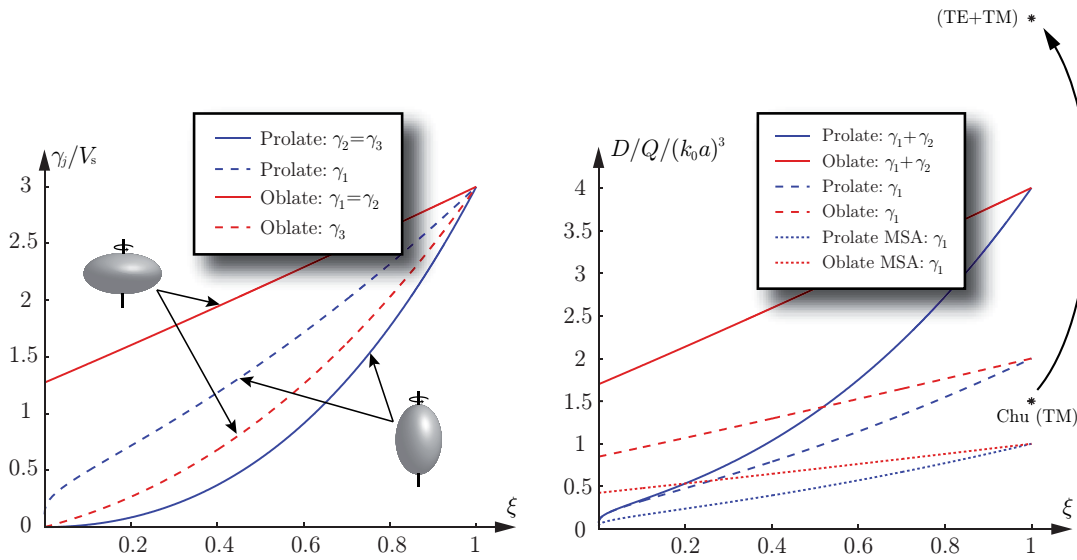 γj/Vs
Prolate: γ2=γ3
Prolate: γ1
Oblate: γ1=γ2
Oblate: γ3
3
2.5
2
1.5
1
0.5
0
0.2
0.4
0.6
0.8
1
ξ
(TE+TM) *
D/Q/(k0a)^3
Prolate: γ1+γ2
Oblate: γ1+γ2
Prolate: γ1
Oblate: γ1
Prolate MSA: γ1
Oblate MSA: γ1
4
3.5
3
2.5
2
1.5
1
0.5
0
*
Chu (TM)
0.2
0.4
0.6
0.8
1
ξ